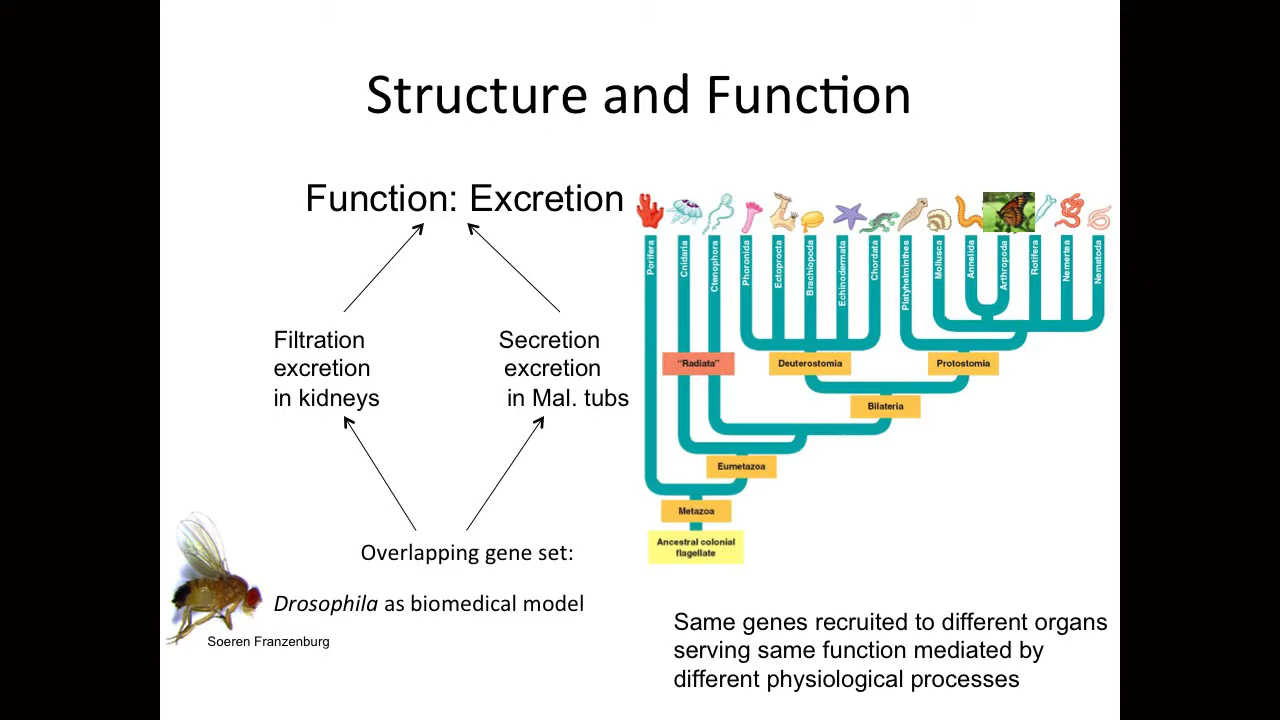 Structure and Function
Function: Excretion
Filtration
excretion
in kidneys
Secretion
excretion
in Mal. tubs
Overlapping gene set:
Drosophila as biomedical model
Soeren Franzenburg
Porifera
Cnidaria
Ctenophora
Phoronida
Ectoprocta
Brachiopoda
Echinodermata
Chordata
Platyhelminthes
Mollusca
Annelida
Arthropoda
Rotifera
Nemertea
Nematoda
“Radiata”
Deuterostomia
Protostomia
Bilateria
Eumetazoa
Metazoa
Ancestral colonial
flagellate
Same genes recruited to different organs
serving same function mediated by
different physiological processes